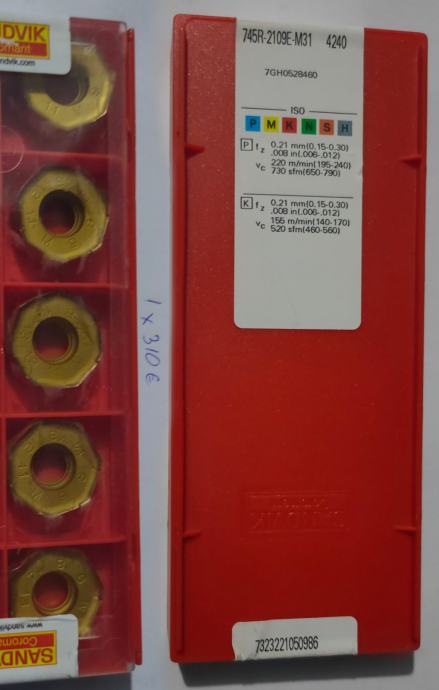 NDVIK
romant
ndvik.com
745R-2109E-M31 4240
7GH0528460
ISO
P M K N S H
P fz 0.21 mm(0.15-0.30)
.008 in(.006-.012)
vc 220 m/min(195-240)
730 sfm(650-790)
K fz 0.21 mm(0.15-0.30)
.008 in(.006-.012)
vc 155 m/min(140-170)
520 sfm(460-560)
1 x 310 €
www.sandvik
SAND
Coroma
7323221050986